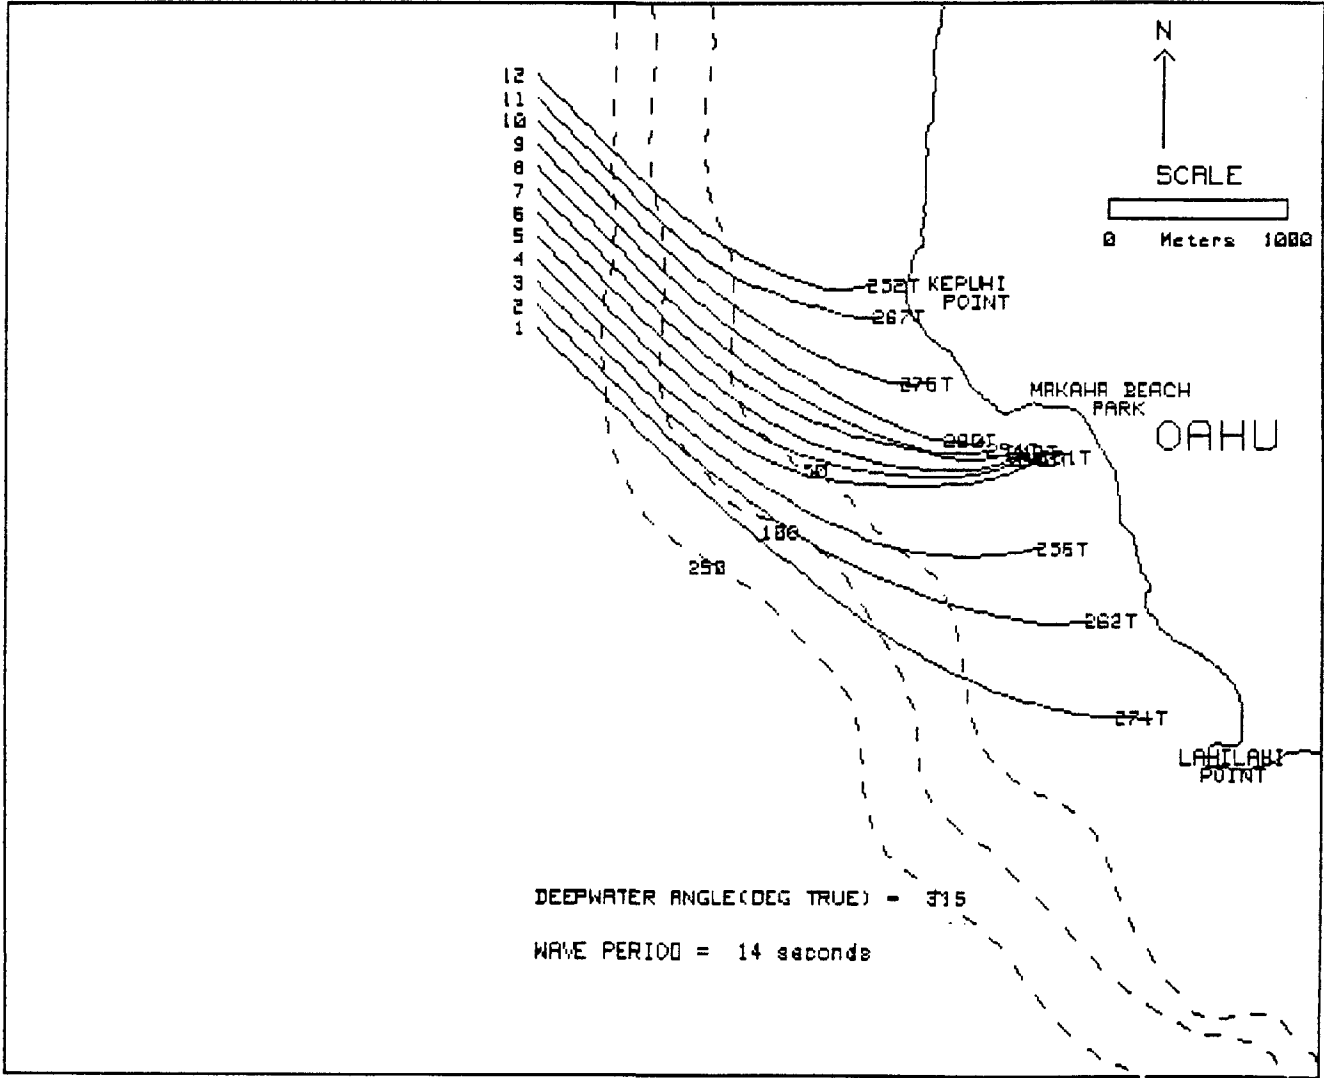 N
SCALE
0 Meters 1000
12
11
10
9
8
7
6
5
4
3
2
1
252T
KEPUHI
POINT
267T
276T
MAKAHA BEACH
PARK
OAHU
50
100
250
256T
262T
274T
LAHILAHI
POINT
DEEPWATER ANGLE(DEG TRUE) = 315
WAVE PERIOD = 14 seconds